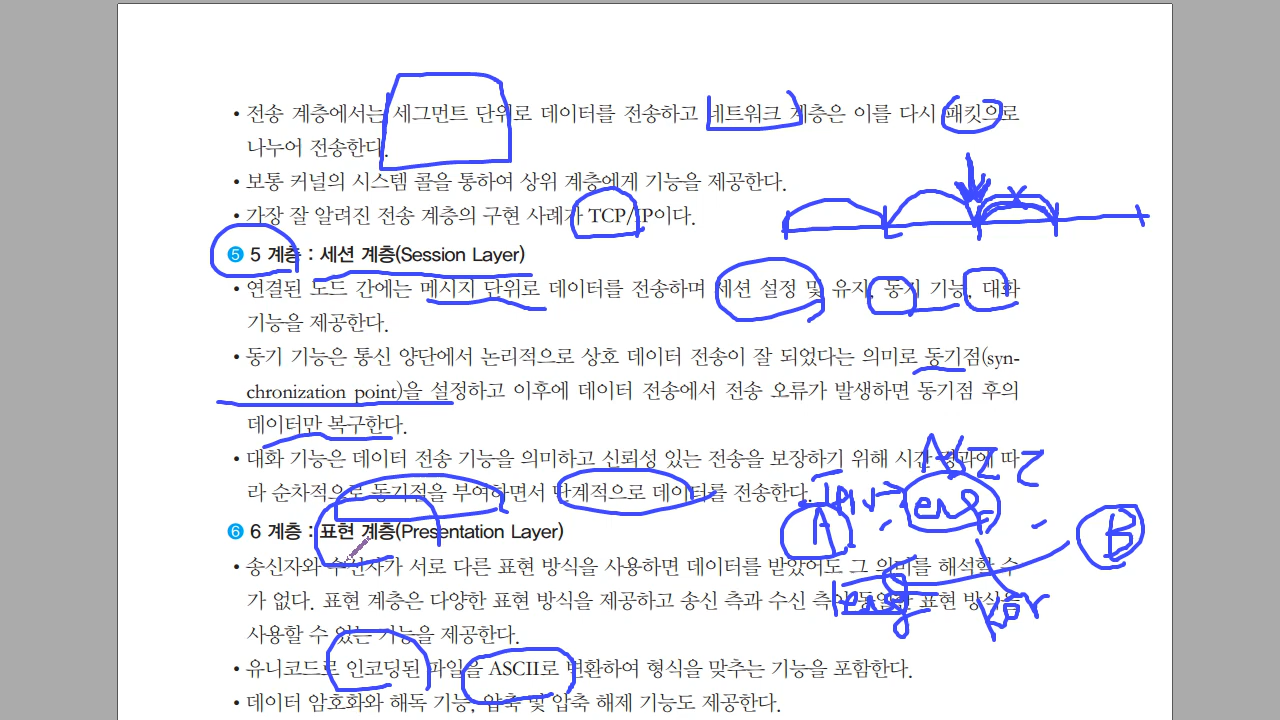 • 전송 계층에서는 세그먼트 단위로 데이터를 전송하고 네트워크 계층은 이를 다시 패킷으로
나누어 전송한다.
• 보통 커널의 시스템 콜을 통하여 상위 계층에게 기능을 제공한다.
• 가장 잘 알려진 전송 계층의 구현 사례가 TCP/IP이다.
❺ 5 계층 : 세션 계층(Session Layer)
• 연결된 노드 간에는 메시지 단위로 데이터를 전송하며 세션 설정 및 유지, 동기 기능, 대화
기능을 제공한다.
• 동기 기능은 통신 양단에서 논리적으로 상호 데이터 전송이 잘 되었다는 의미로 동기점(syn-
chronization point)을 설정하고 이후에 데이터 전송에서 전송 오류가 발생하면 동기점 후의
데이터만 복구한다.
• 대화 기능은 데이터 전송 기능을 의미하고 신뢰성 있는 전송을 보장하기 위해 시간 경과에 따
라 순차적으로 동기점을 부여하면서 단계적으로 데이터를 전송한다.
eng
A
B
❻ 6 계층 : 표현 계층(Presentation Layer)
• 송신자와 수신자가 서로 다른 표현 방식을 사용하면 데이터를 받았어도 그 의미를 해석할 수
가 없다. 표현 계층은 다양한 표현 방식을 제공하고 송신 측과 수신 측이 동일한 표현 방식을
eng
kor
사용할 수 있는 기능을 제공한다.
• 유니코드로 인코딩된 파일을 ASCII로 변환하여 형식을 맞추는 기능을 포함한다.
• 데이터 암호화와 해독 기능, 압축 및 압축 해제 기능도 제공한다.